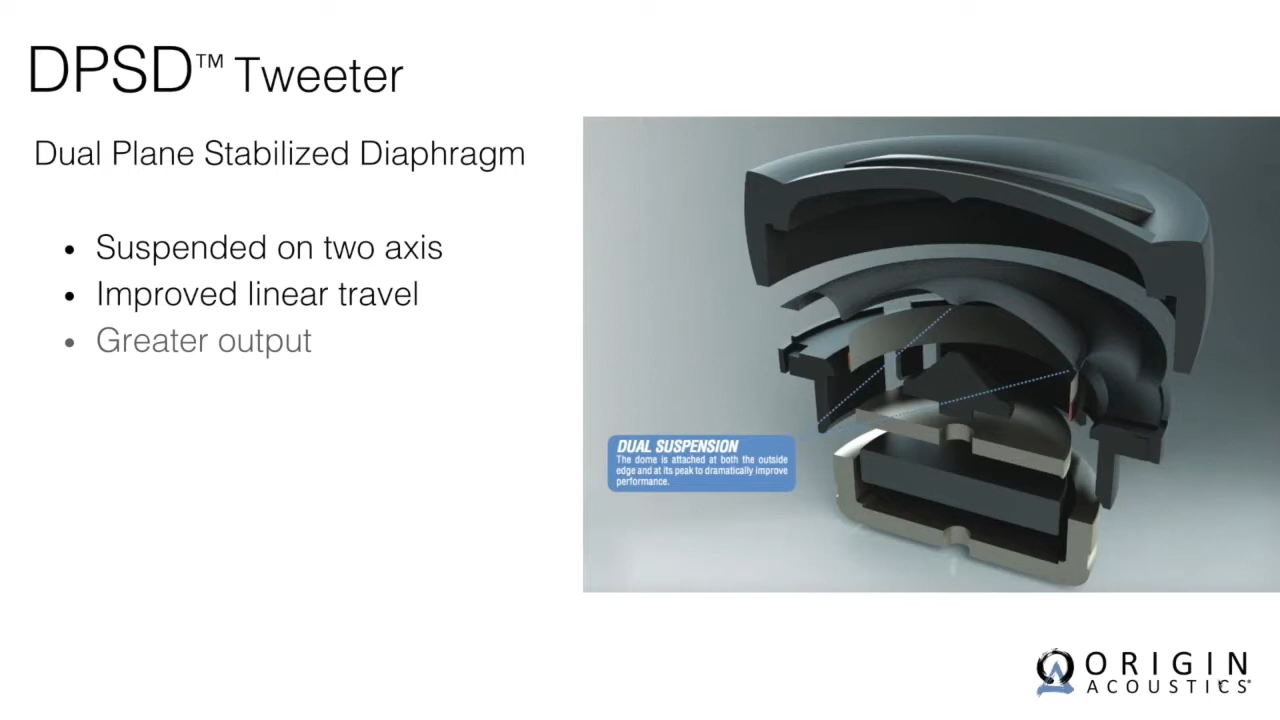 DPSD™ Tweeter
Dual Plane Stabilized Diaphragm
• Suspended on two axis
• Improved linear travel
• Greater output
DUAL SUSPENSION
The dome is attached at both the outside
edge and at its peak to dramatically improve
performance.
ORIGIN
ACOUSTICS®